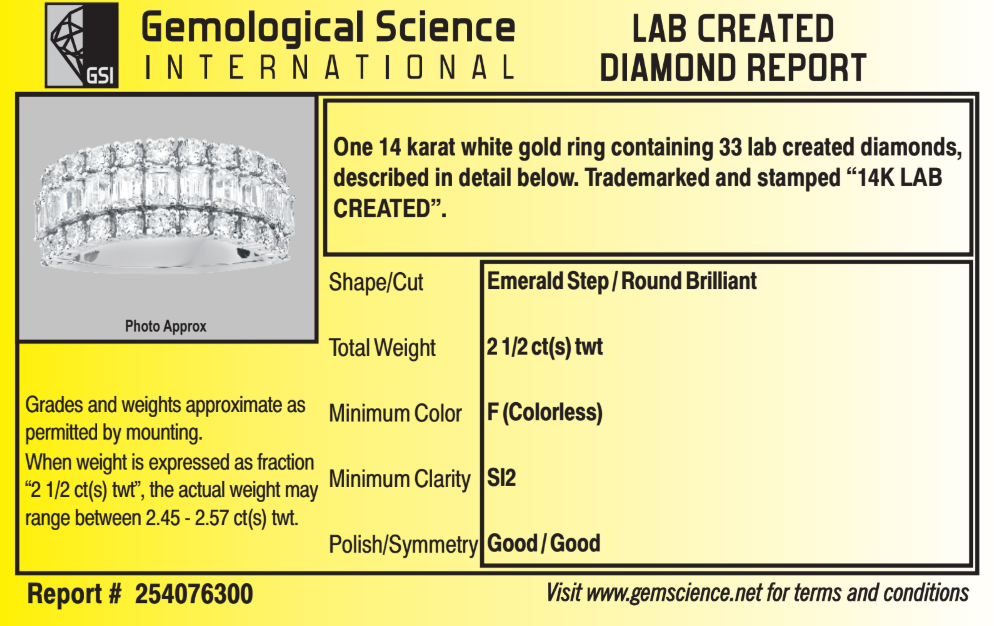 GSI
Gemological Science
INTERNATIONAL
LAB CREATED
DIAMOND REPORT
Photo Approx
One 14 karat white gold ring containing 33 lab created diamonds,
described in detail below. Trademarked and stamped “14K LAB
CREATED”.
Shape/Cut Emerald Step / Round Brilliant
Total Weight 2 1/2 ct(s) twt
Minimum Color F (Colorless)
Minimum Clarity SI2
Polish/Symmetry Good / Good
Grades and weights approximate as
permitted by mounting.
When weight is expressed as fraction
“2 1/2 ct(s) twt”, the actual weight may
range between 2.45 - 2.57 ct(s) twt.
Report # 254076300
Visit www.gemscience.net for terms and conditions